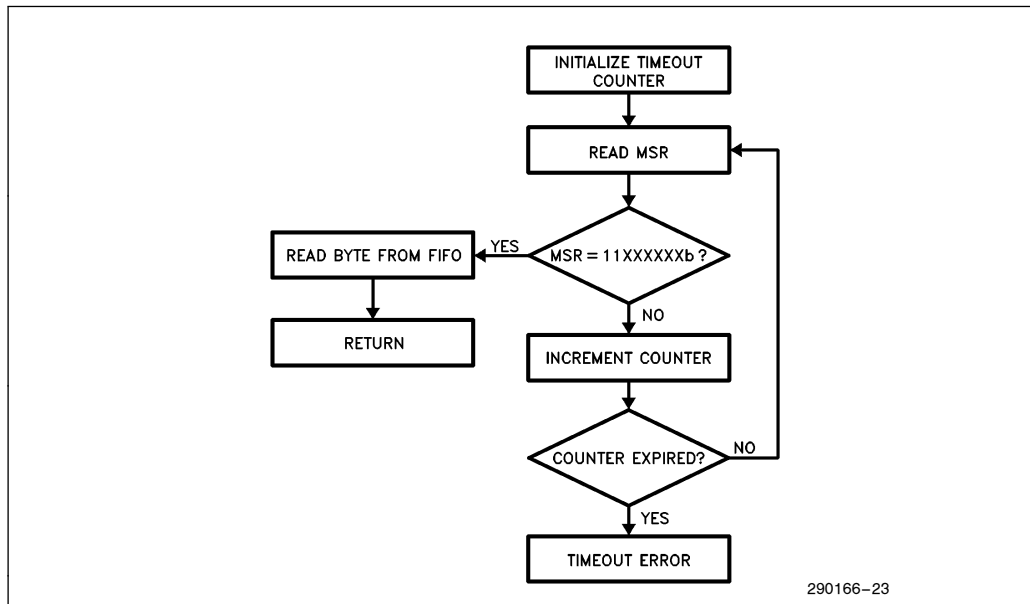 INITIALIZE TIMEOUT
COUNTER
READ MSR
MSR = 11XXXXXXb ?
YES
READ BYTE FROM FIFO
RETURN
NO
INCREMENT COUNTER
COUNTER EXPIRED?
NO
YES
TIMEOUT ERROR
290166–23